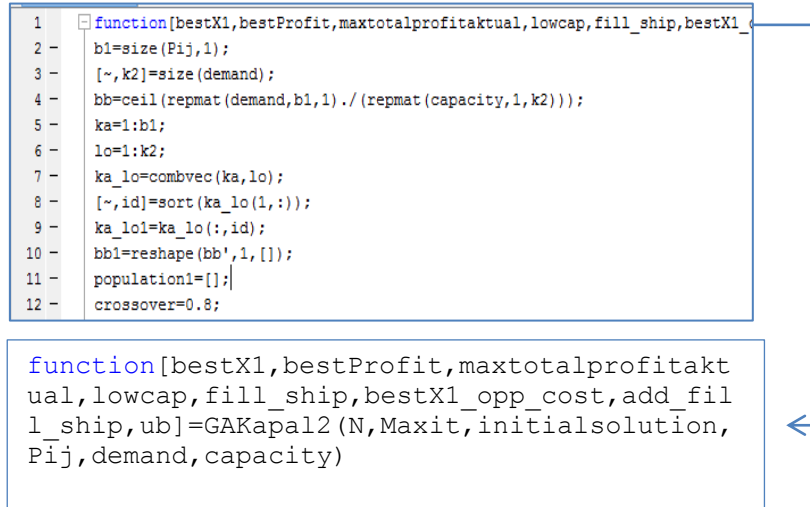 1 function[bestX1,bestProfit,maxtotalprofitaktual,lowcap,fill_ship,bestX1_
2 - b1=size(Pij,1);
3 - [~,k2]=size(demand);
4 - bb=ceil(repmat(demand,b1,1)./(repmat(capacity,1,k2)));
5 - ka=1:b1;
6 - lo=1:k2;
7 - ka_lo=combvec(ka,lo);
8 - [~,id]=sort(ka_lo(1,:));
9 - ka_lo1=ka_lo(:,id);
10 - bb1=reshape(bb',1,[]);
11 - population1=[];
12 - crossover=0.8;
function[bestX1,bestProfit,maxtotalprofitakt
ual,lowcap,fill_ship,bestX1_opp_cost,add_fil
l_ship,ub]=GAKapal2(N,Maxit,initialsolution,
Pij,demand,capacity)